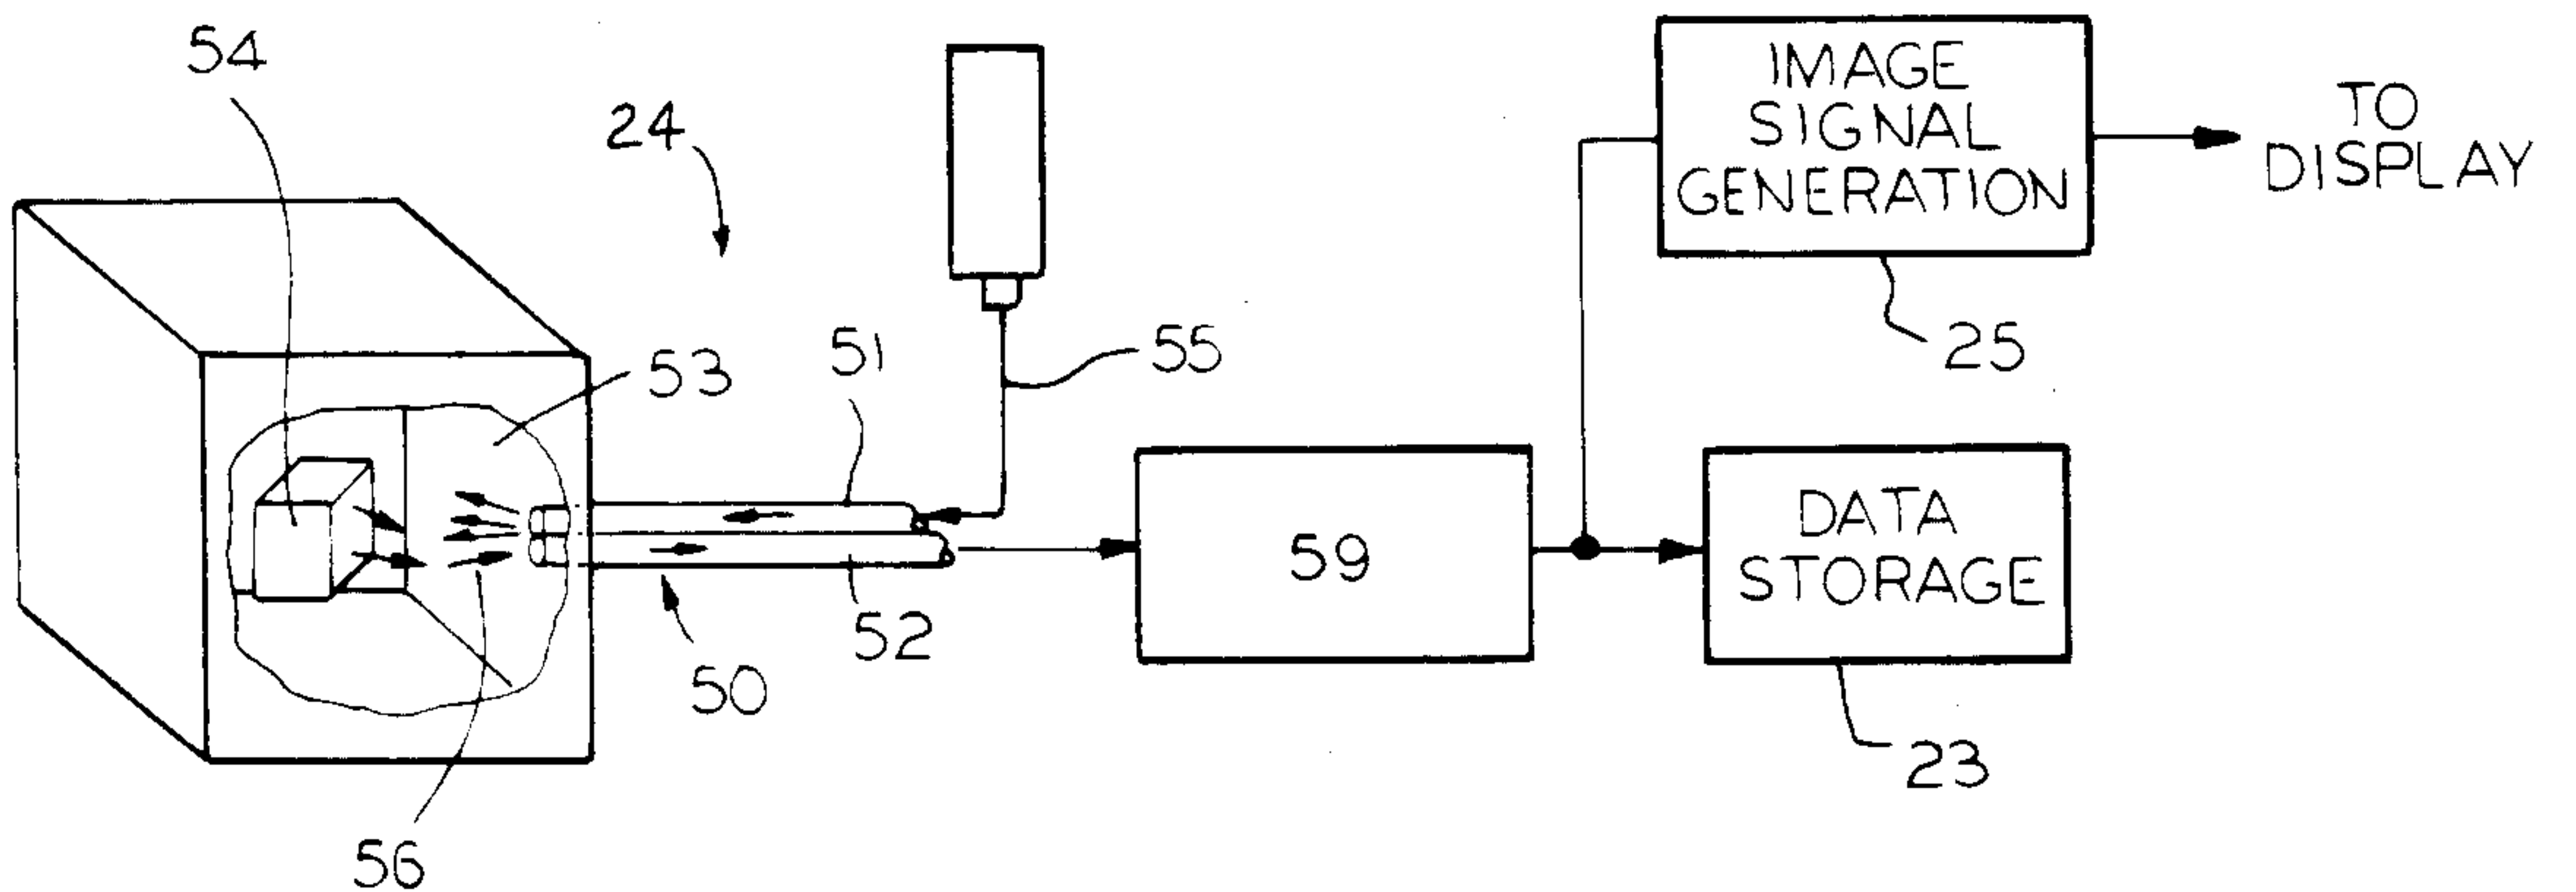 54
24
IMAGE
SIGNAL
GENERATION
TO
DISPLAY
53
51
55
25
59
DATA
STORAGE
52
50
23
56